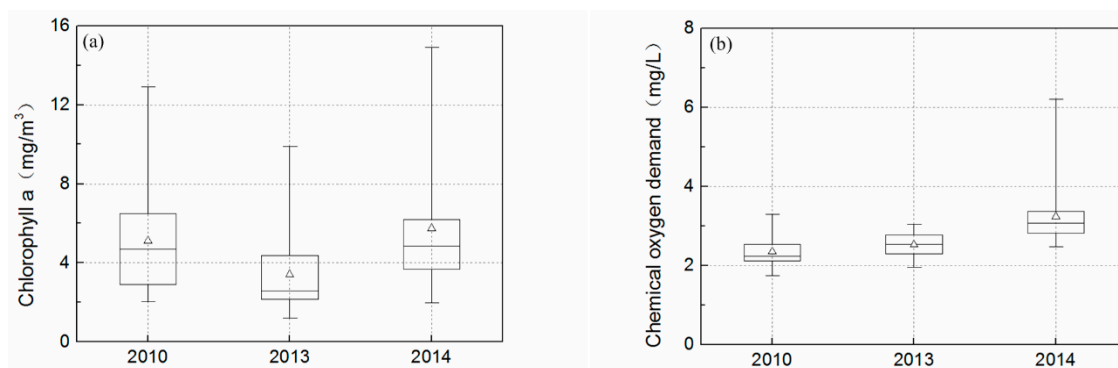 (a)
Chlorophyll a（mg/m³）
16
12
8
4
0
2010 2013 2014
(b)
Chemical oxygen demand（mg/L）
8
6
4
2
0
2010 2013 2014